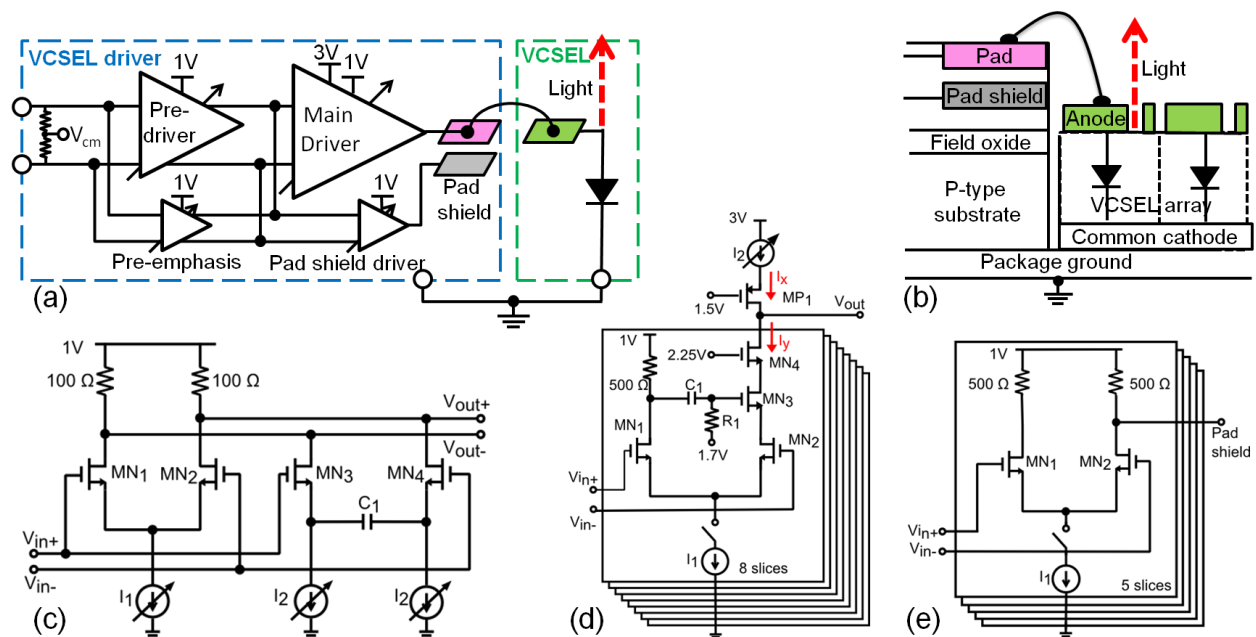 VCSEL driver
1V
Pre-
driver
V_cm
3V
1V
Main
Driver
1V
Pre-emphasis
1V
Pad shield driver
Pad
shield
VCSEL
Light
(a)
Pad
Pad shield
Field oxide
P-type
substrate
Light
Anode
VCSEL array
Common cathode
Package ground
(b)
1V
100 Ω
100 Ω
V_out+
V_out-
MN_1
MN_2
MN_3
MN_4
C_1
V_in+
V_in-
I_1
I_2
I_2
(c)
3V
I_2
I_x
MP_1
1.5V
V_out
I_y
1V
2.25V
MN_4
500 Ω
C_1
MN_3
R_1
MN_1
MN_2
1.7V
V_in+
V_in-
I_1
8 slices
(d)
1V
500 Ω
500 Ω
Pad
shield
MN_1
MN_2
V_in+
V_in-
I_1
5 slices
(e)